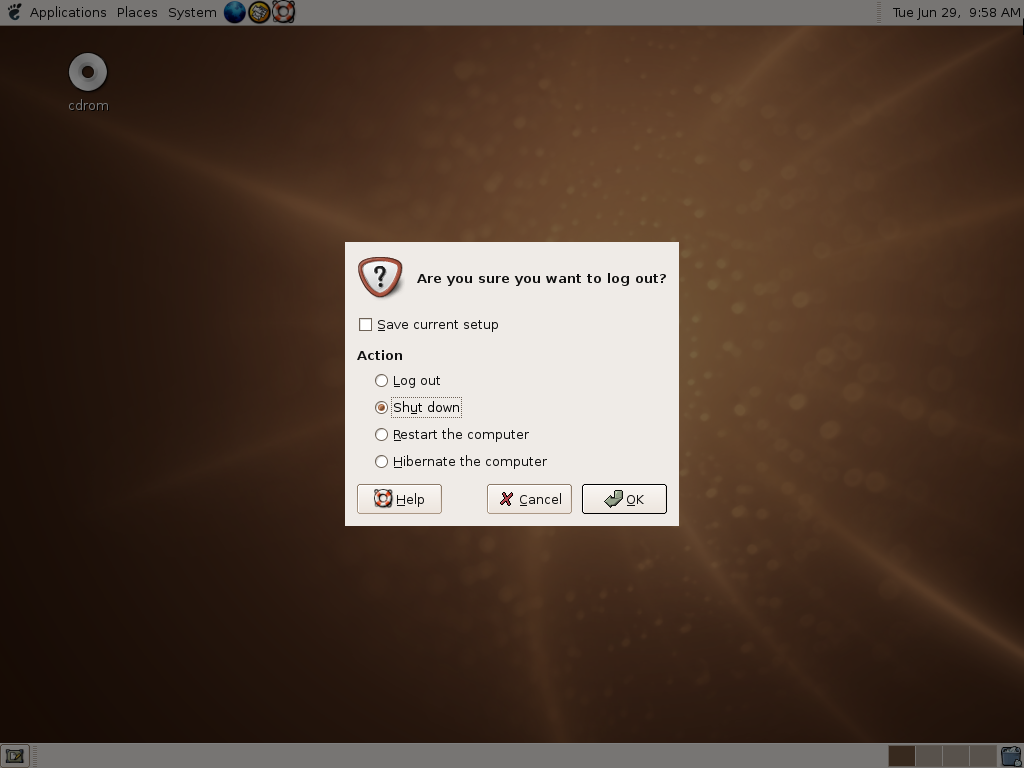 Applications Places System Tue Jun 29, 9:58 AM
cdrom
?
Are you sure you want to log out?
Save current setup
Action
Log out
Shut down
Restart the computer
Hibernate the computer
Help Cancel OK